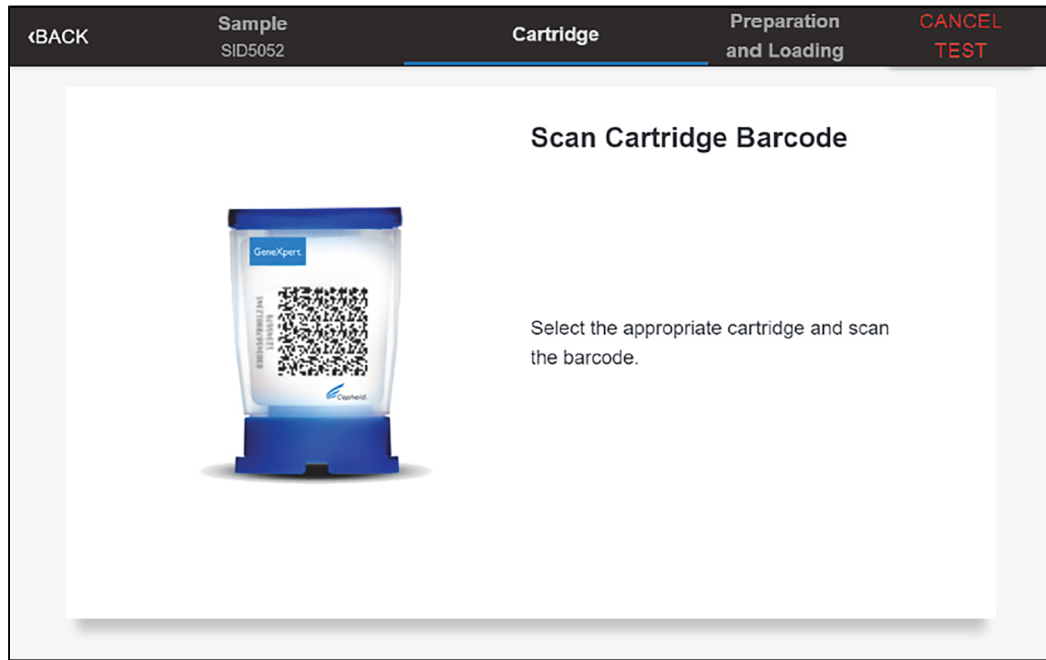 ‹BACK
Sample
SID5052
Cartridge
Preparation
and Loading
CANCEL
TEST
Scan Cartridge Barcode
GeneXpert
Cepheid.
Select the appropriate cartridge and scan
the barcode.